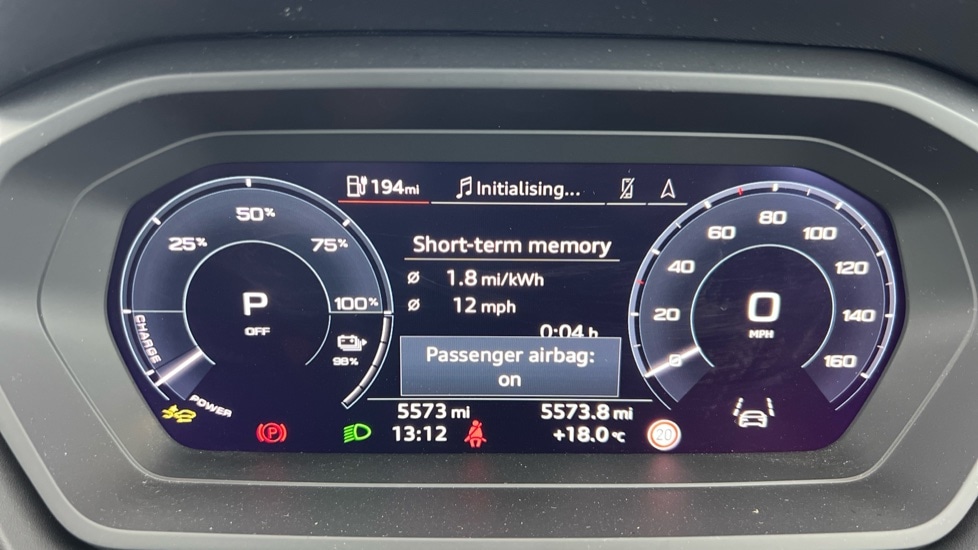 194mi
Initialising...
Short-term memory
ø 1.8 mi/kWh
ø 12 mph
0:04 h
Passenger airbag:
on
5573 mi
5573.8 mi
13:12
+18.0 °C
25%
50%
75%
100%
P
OFF
98%
CHARGE
POWER
P
0
20
40
60
80
100
120
140
160
0
MPH
20